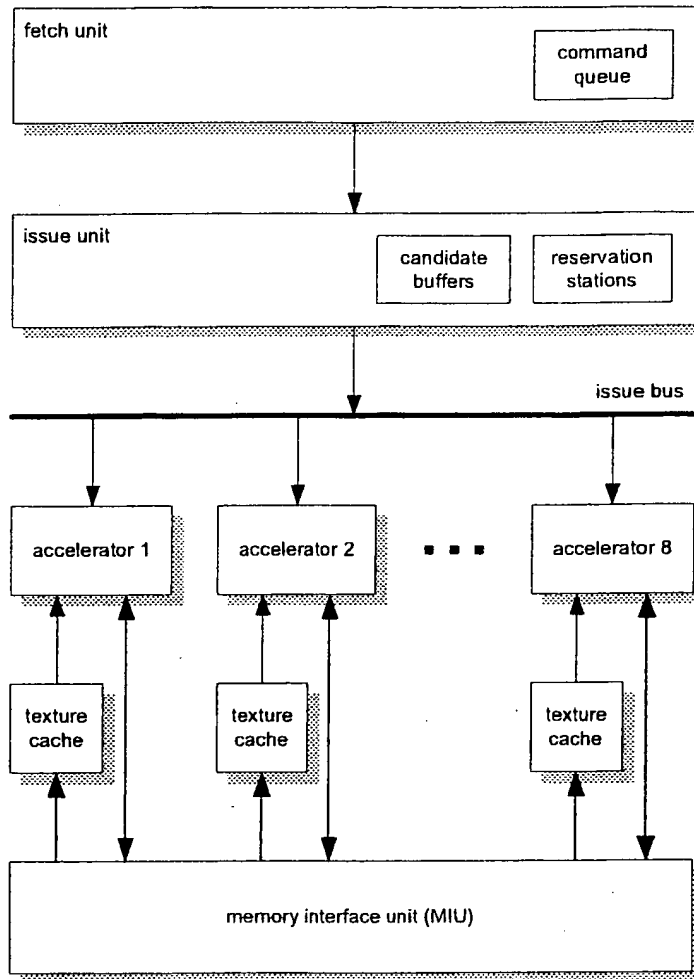 fetch unit
command
queue
issue unit
candidate
buffers
reservation
stations
issue bus
accelerator 1
accelerator 2
accelerator 8
texture
cache
texture
cache
texture
cache
memory interface unit (MIU)